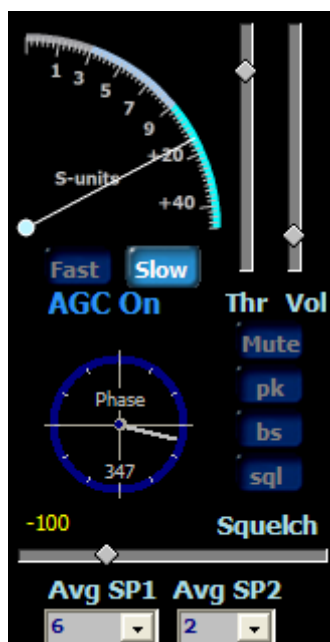 1
3
5
7
9
+20
+40
S-units
Fast Slow
AGC On
Thr Vol
Mute
Phase
pk
bs
347
sql
-100
Squelch
Avg SP1 Avg SP2
6 2